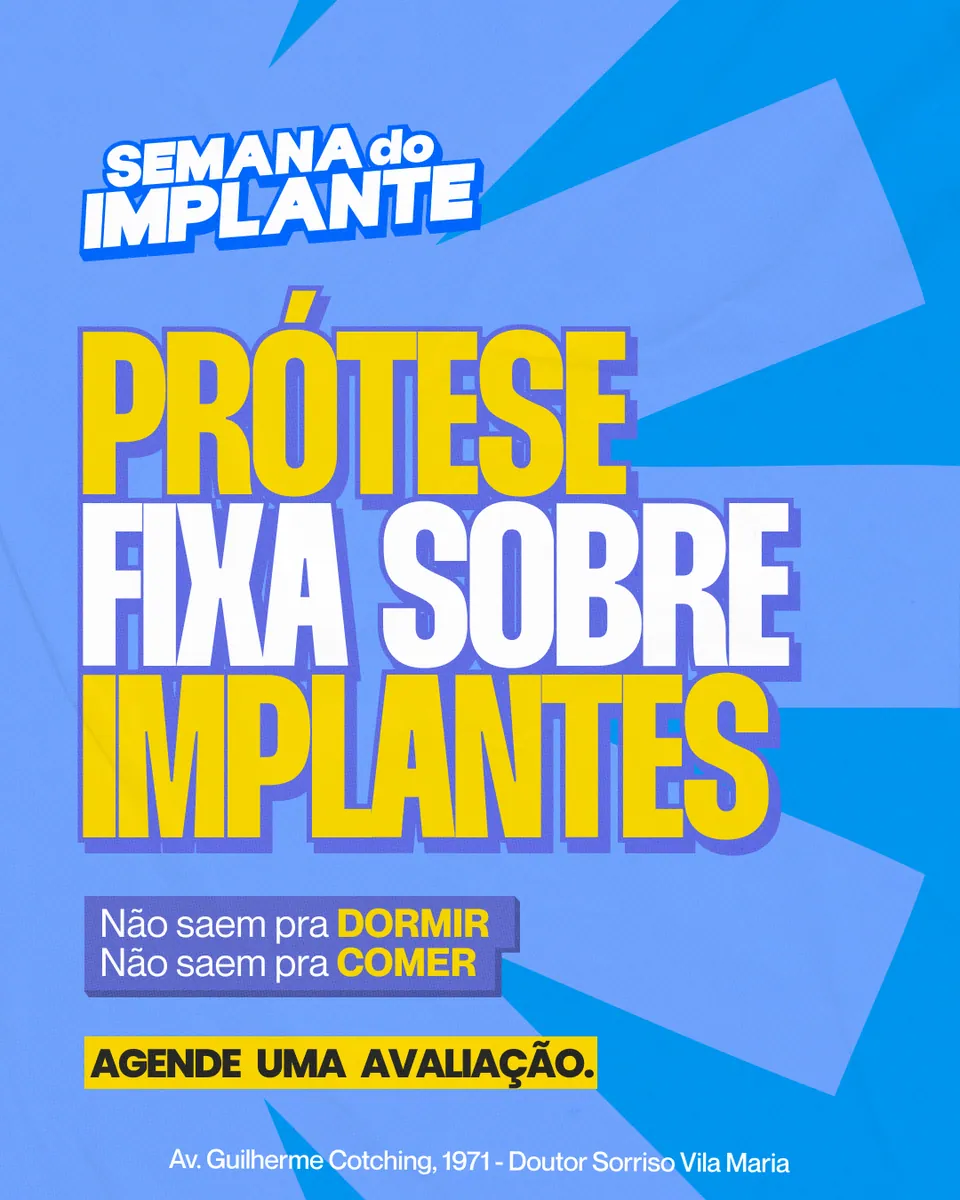 SEMANA do
IMPLANTE
PRÓTESE
FIXA SOBRE
IMPLANTES
Não saem pra DORMIR
Não saem pra COMER
AGENDE UMA AVALIAÇÃO.
Av. Guilherme Cotching, 1971 - Doutor Sorriso Vila Maria